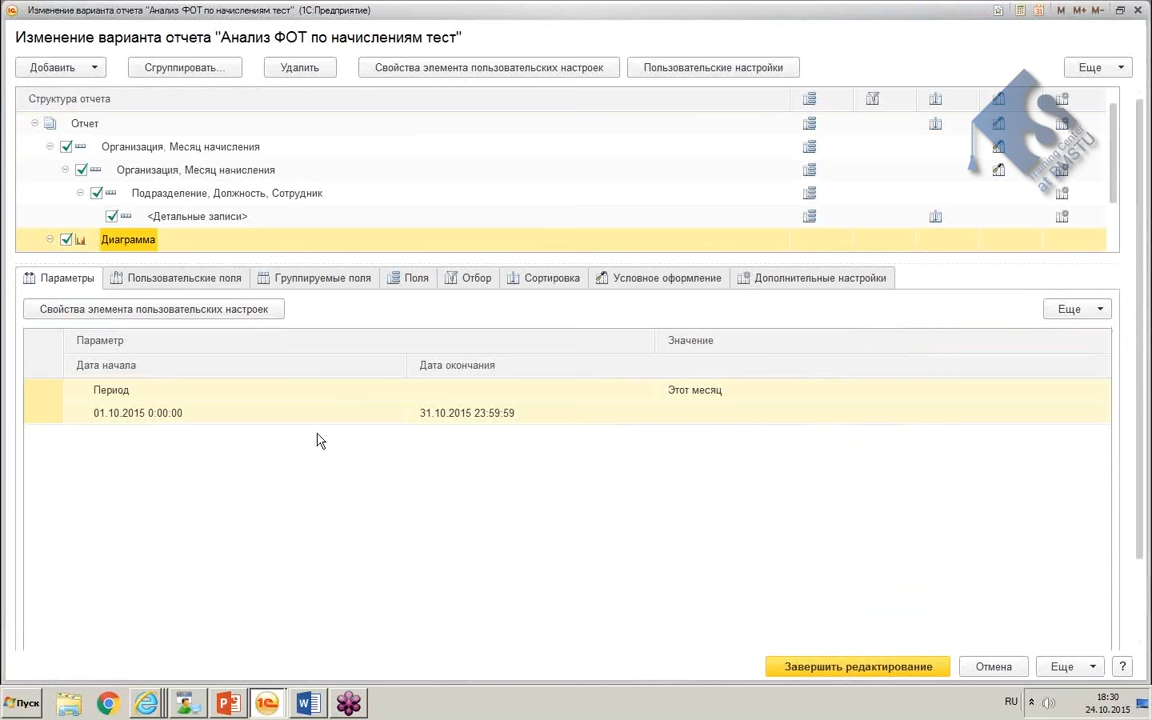 Изменение варианта отчета "Анализ ФОТ по начислениям тест" (1С:Предприятие)
M M+ M-
Изменение варианта отчета "Анализ ФОТ по начислениям тест"
Добавить Сгруппировать... Удалить Свойства элемента пользовательских настроек Пользовательские настройки Еще
Структура отчета
Отчет
Организация, Месяц начисления
Организация, Месяц начисления
Подразделение, Должность, Сотрудник
<Детальные записи>
Диаграмма
Training Center
at BMSTU
Параметры Пользовательские поля Группируемые поля Поля Отбор Сортировка Условное оформление Дополнительные настройки
Свойства элемента пользовательских настроек Еще
Параметр Значение
Дата начала Дата окончания
Период Этот месяц
01.10.2015 0:00:00 31.10.2015 23:59:59
Завершить редактирование Отмена Еще ?
Пуск RU 18:30
24.10.2015